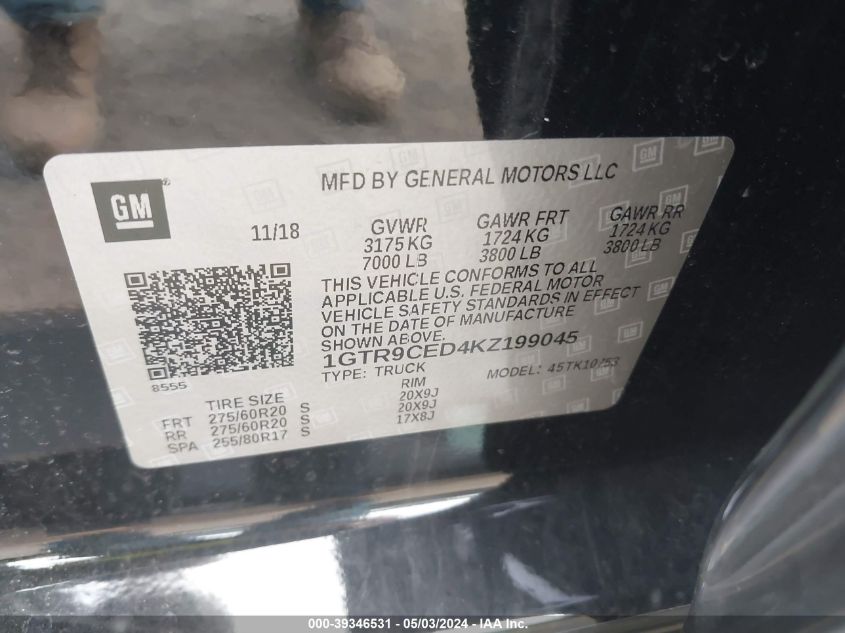 GM
MFD BY GENERAL MOTORS LLC
11/18
GVWR GAWR FRT GAWR RR
3175 KG 1724 KG 1724 KG
7000 LB 3800 LB 3800 LB
THIS VEHICLE CONFORMS TO ALL
APPLICABLE U.S. FEDERAL MOTOR
VEHICLE SAFETY STANDARDS IN EFFECT
ON THE DATE OF MANUFACTURE
SHOWN ABOVE.
1GTR9CED4KZ199045
8555
TYPE: TRUCK MODEL: 45TK10753
TIRE SIZE RIM
FRT 275/60R20 S 20X9J
RR 275/60R20 S 20X9J
SPA 255/80R17 S 17X8J
000-39346531 - 05/03/2024 - IAA Inc.